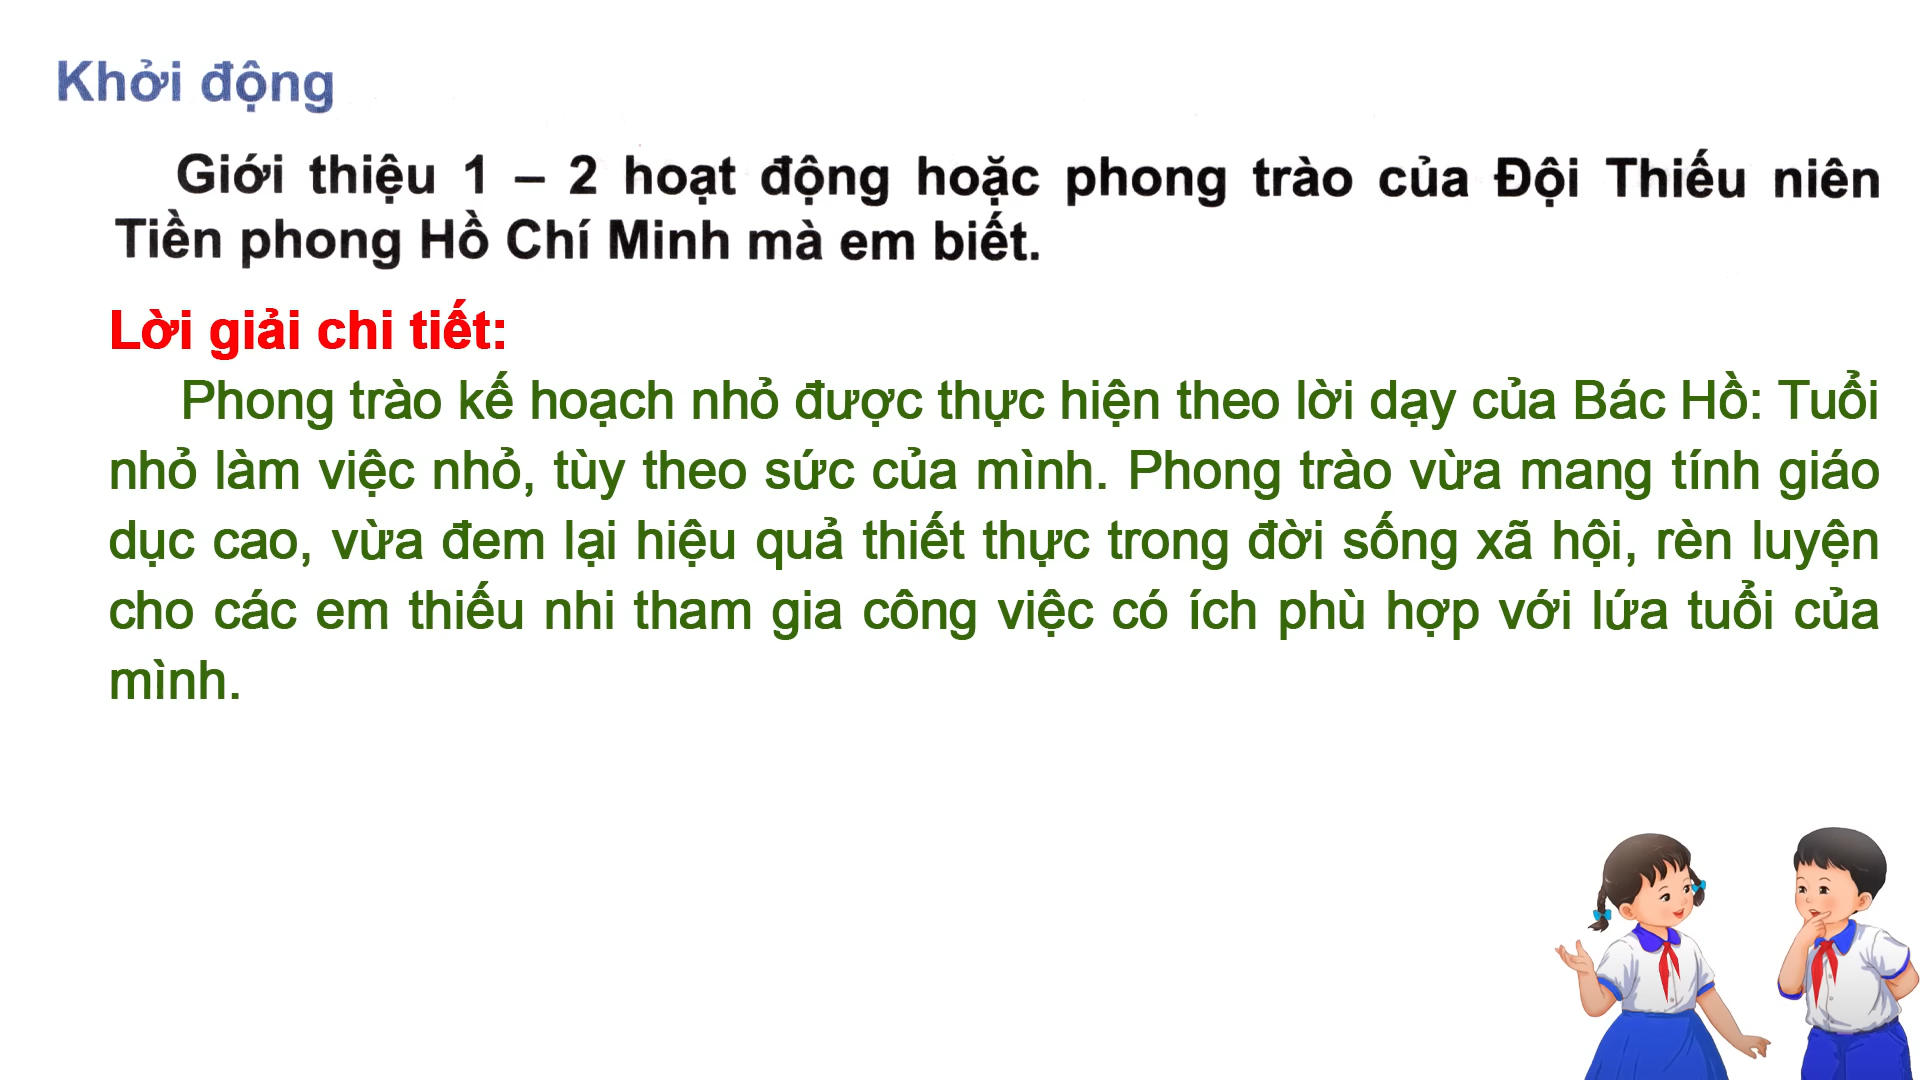 Khởi động
Giới thiệu 1 – 2 hoạt động hoặc phong trào của Đội Thiếu niên
Tiền phong Hồ Chí Minh mà em biết.
Lời giải chi tiết:
Phong trào kế hoạch nhỏ được thực hiện theo lời dạy của Bác Hồ: Tuổi
nhỏ làm việc nhỏ, tùy theo sức của mình. Phong trào vừa mang tính giáo
dục cao, vừa đem lại hiệu quả thiết thực trong đời sống xã hội, rèn luyện
cho các em thiếu nhi tham gia công việc có ích phù hợp với lứa tuổi của
mình.